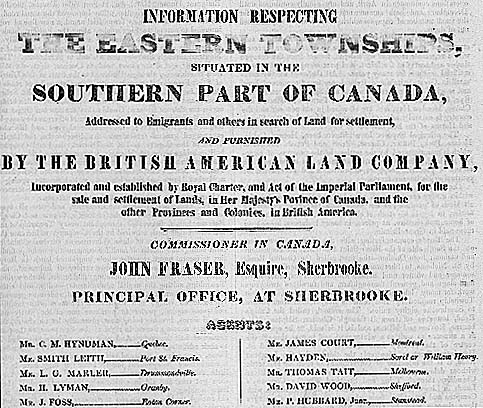 INFORMATION RESPECTING
THE EASTERN TOWNSHIPS,
SITUATED IN THE
SOUTHERN PART OF CANADA,
Addressed to Emigrants and others in search of Land for settlement,
AND FURNISHED
BY THE BRITISH AMERICAN LAND COMPANY,
Incorporated and established by Royal Charter, and Act of the Imperial Parliament, for the
sale and settlement of Lands, in Her Majesty's Province of Canada, and the
other Provinces and Colonies, in British America.
COMMISSIONER IN CANADA,
JOHN FRASER, Esquire, Sherbrooke.
PRINCIPAL OFFICE, AT SHERBROOKE.
AGENTS:
MR. C. M. HYNDMAN, Quebec.
MR. SMITH LEITH, Port St. Francis.
MR. L. G. MARLER, Drummondville.
MR. H. LYMAN, Granby.
MR. J. FOSS, Eaton Corner.
MR. JAMES COURT, Montreal.
MR. HAYDEN, Sorel or William Henry.
MR. THOMAS TAIT, Melbourne.
MR. DAVID WOOD, Shefford.
MR. P. HUBBARD, Junr., Stanstead.